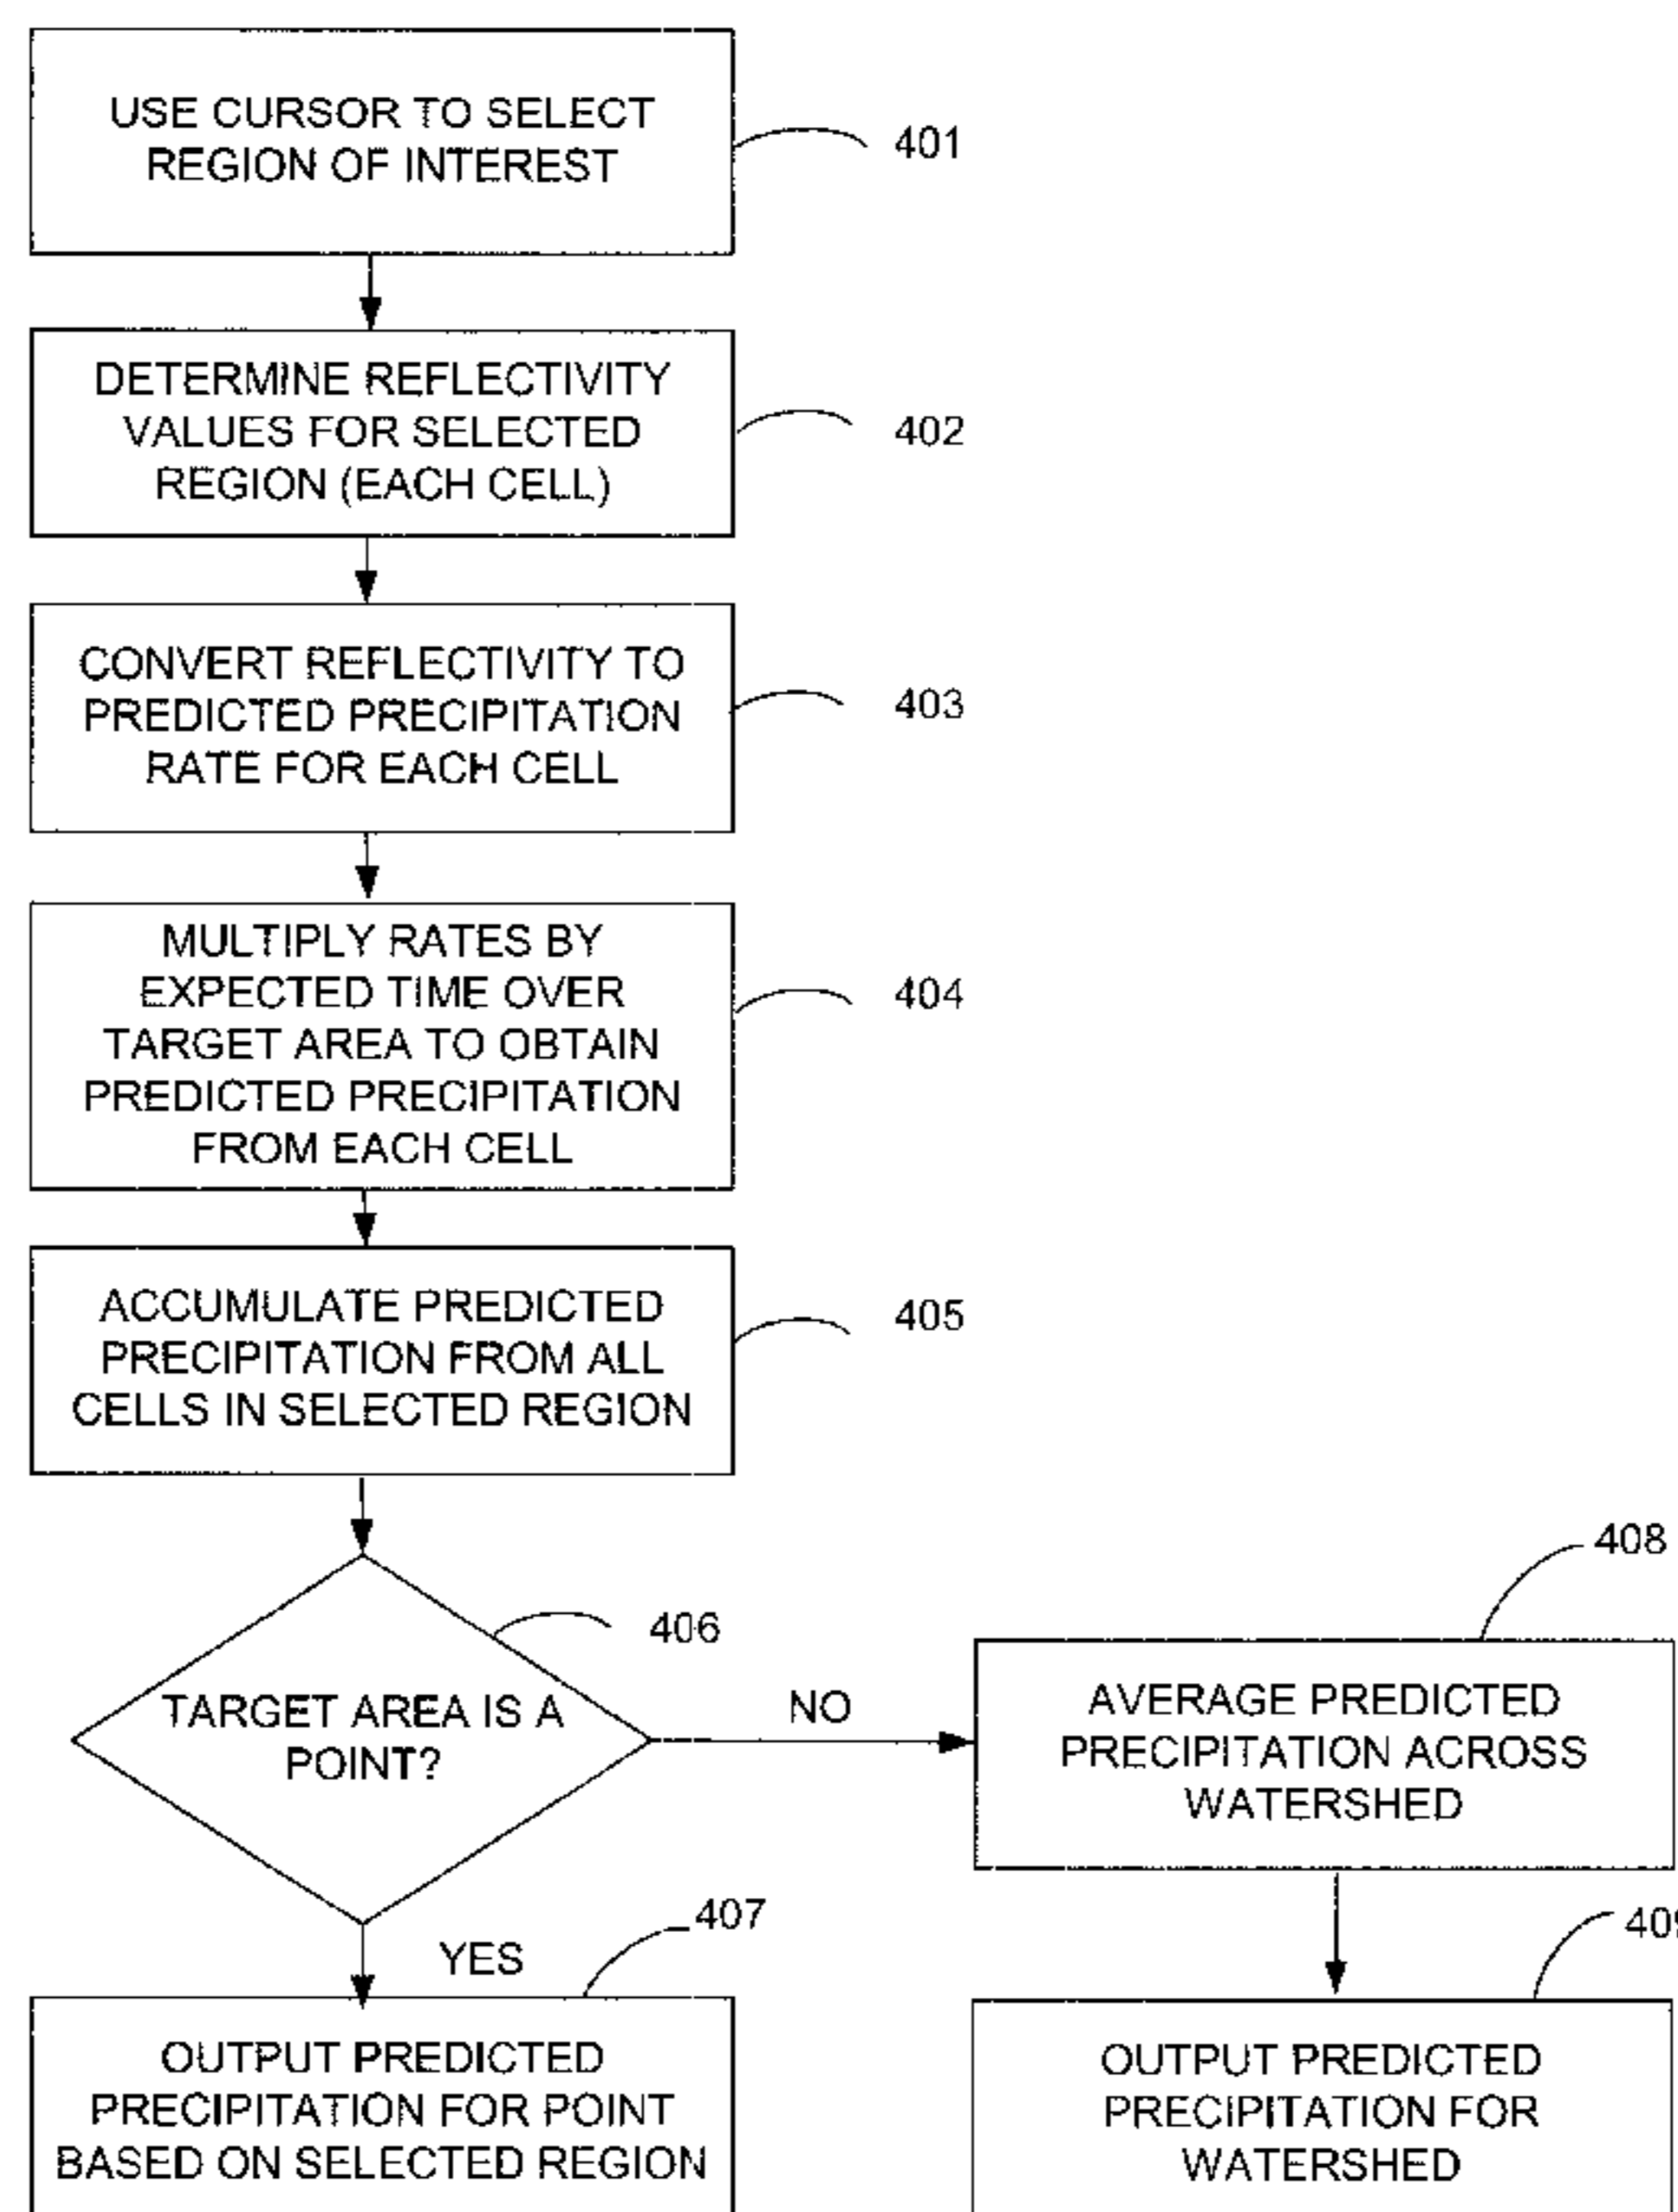 USE CURSOR TO SELECT
REGION OF INTEREST
401
DETERMINE REFLECTIVITY
VALUES FOR SELECTED
REGION (EACH CELL)
402
CONVERT REFLECTIVITY TO
PREDICTED PRECIPITATION
RATE FOR EACH CELL
403
MULTIPLY RATES BY
EXPECTED TIME OVER
TARGET AREA TO OBTAIN
PREDICTED PRECIPITATION
FROM EACH CELL
404
ACCUMULATE PREDICTED
PRECIPITATION FROM ALL
CELLS IN SELECTED REGION
405
TARGET AREA IS A
POINT?
406
NO
YES
408
AVERAGE PREDICTED
PRECIPITATION ACROSS
WATERSHED
407
OUTPUT PREDICTED
PRECIPITATION FOR POINT
BASED ON SELECTED REGION
409
OUTPUT PREDICTED
PRECIPITATION FOR
WATERSHED